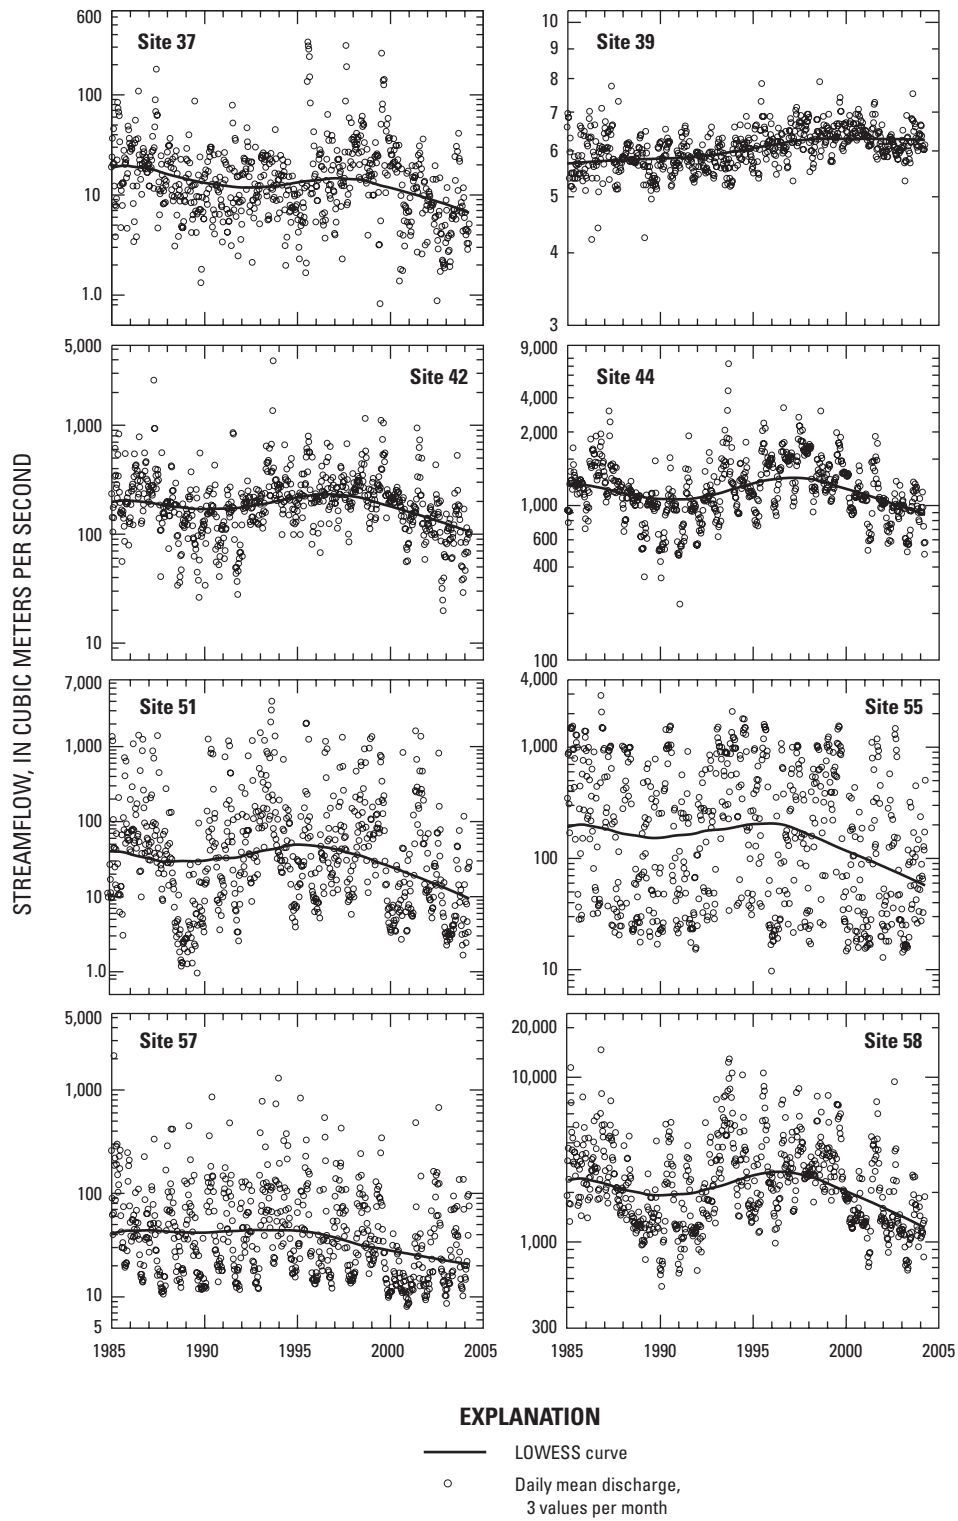 STREAMFLOW, IN CUBIC METERS PER SECOND
Site 37
600
100
10
1.0
Site 39
10
9
8
7
6
5
4
3
Site 42
5,000
1,000
100
10
Site 44
9,000
4,000
2,000
1,000
600
400
100
Site 51
7,000
1,000
100
10
1.0
Site 55
4,000
1,000
100
10
Site 57
5,000
1,000
100
10
5
1985 1990 1995 2000 2005
Site 58
20,000
10,000
1,000
300
1985 1990 1995 2000 2005
EXPLANATION
LOWESS curve
Daily mean discharge,
3 values per month